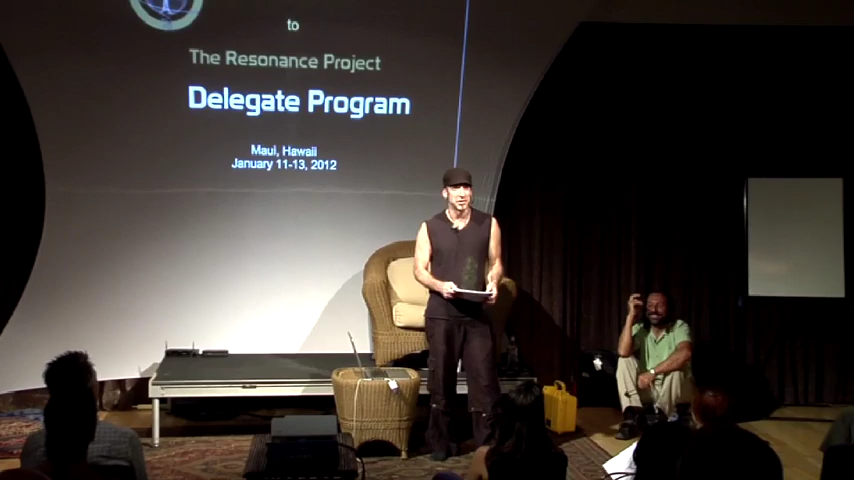 to
The Resonance Project
Delegate Program
Maui, Hawaii
January 11-13, 2012